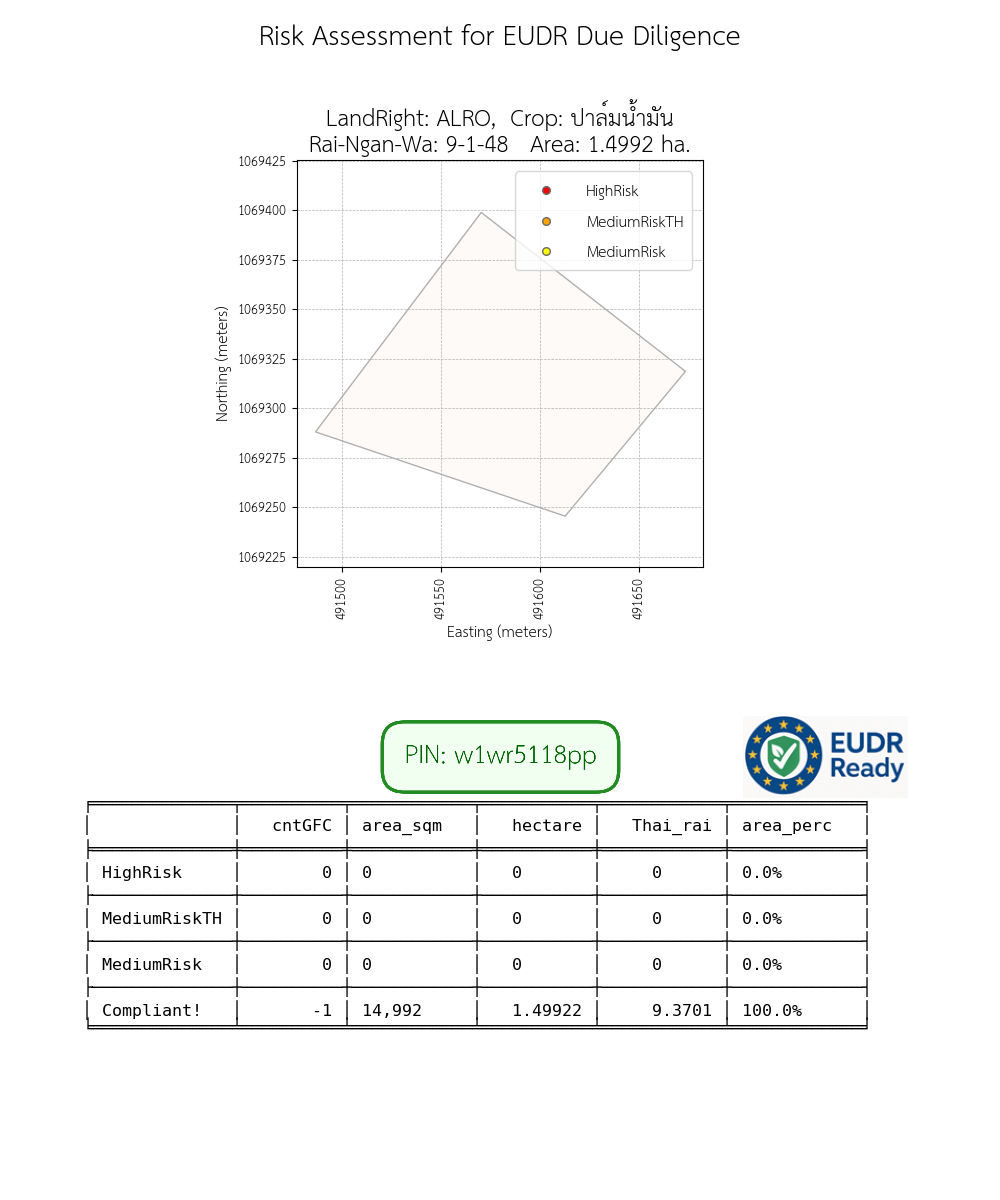 Risk Assessment for EUDR Due Diligence
LandRight: ALRO,  Crop: ปาล์มน้ำมัน
Rai-Ngan-Wa: 9-1-48   Area: 1.4992 ha.
HighRisk
MediumRiskTH
MediumRisk
1069425
1069400
1069375
1069350
1069325
1069300
1069275
1069250
1069225
Northing (meters)
491500 491550 491600 491650
Easting (meters)
PIN: w1wr5118pp
EUDR
Ready
cntGFC area_sqm hectare Thai_rai area_perc
HighRisk 0 0 0 0 0.0%
MediumRiskTH 0 0 0 0 0.0%
MediumRisk 0 0 0 0 0.0%
Compliant! -1 14,992 1.49922 9.3701 100.0%